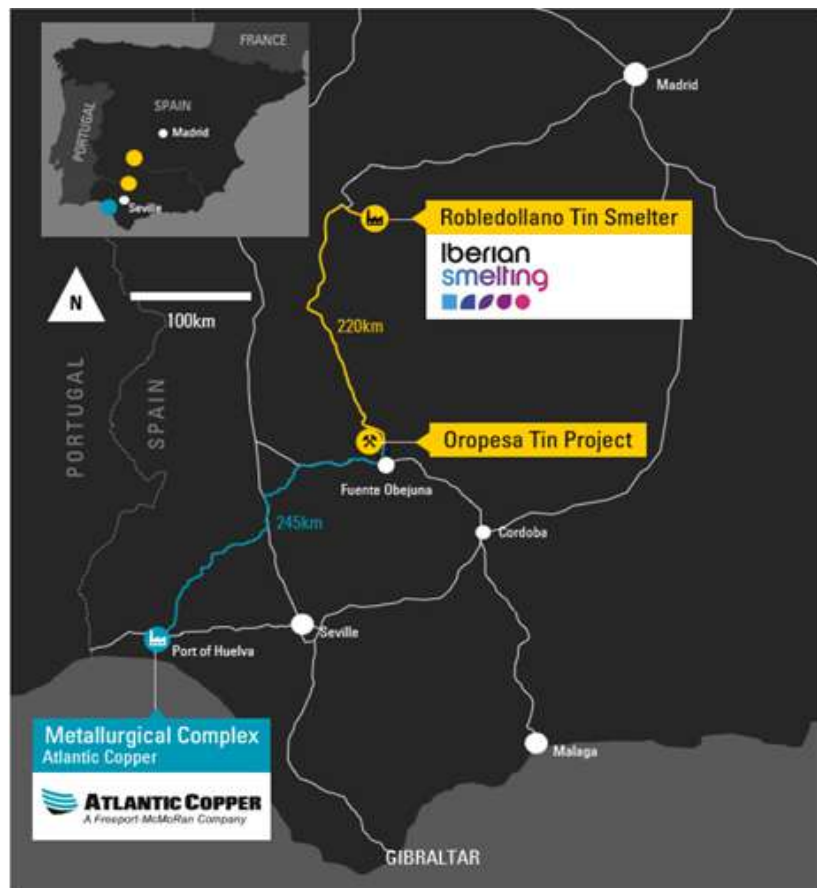 FRANCE
SPAIN
Madrid
PORTUGAL
Seville
Madrid
Robledollano Tin Smelter
Iberian
smelting
N
100km
220km
PORTUGAL
SPAIN
Oropesa Tin Project
Fuente Obejuna
245km
Cordoba
Seville
Port of Huelva
Metallurgical Complex
Atlantic Copper
ATLANTIC COPPER
A Freeport-McMoRan Company
Malaga
GIBRALTAR